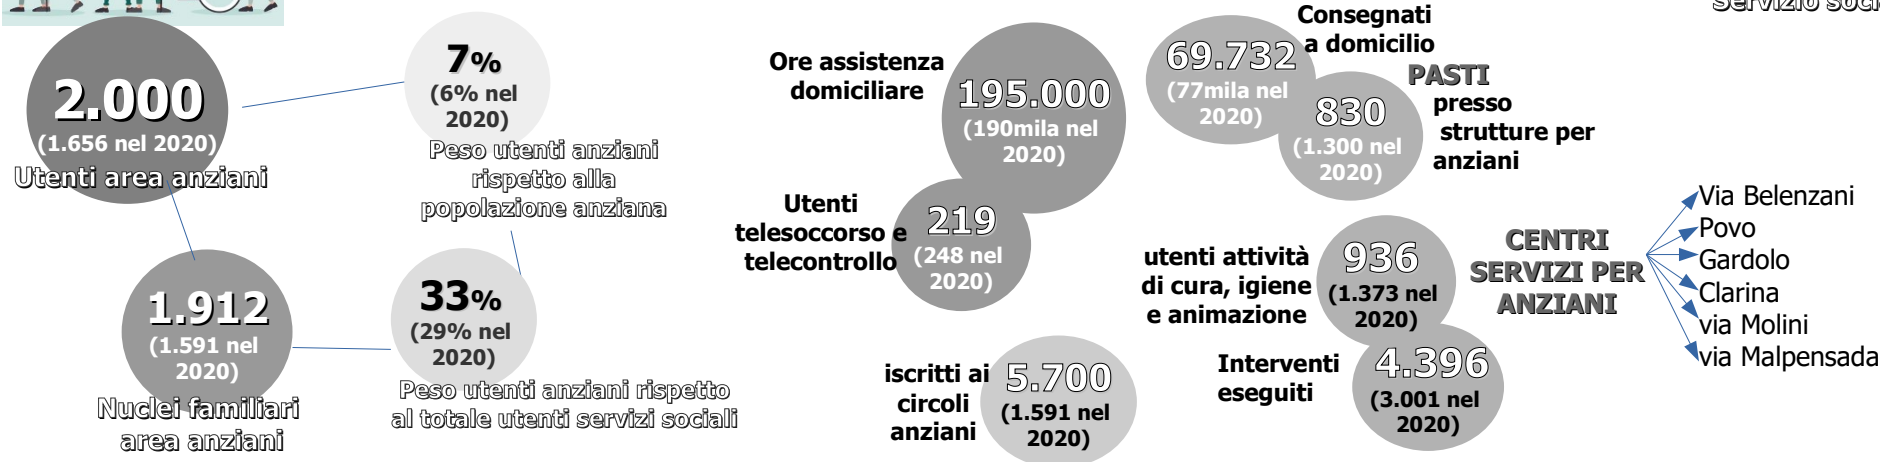 2.000
(1.656 nel 2020)
Utenti area anziani
7%
(6% nel
2020)
Peso utenti anziani
rispetto alla
popolazione anziana
1.912
(1.591 nel
2020)
Nuclei familiari
area anziani
33%
(29% nel
2020)
Peso utenti anziani rispetto
al totale utenti servizi sociali
Ore assistenza
domiciliare
195.000
(190mila nel
2020)
Utenti
telesoccorso e
telecontrollo
219
(248 nel
2020)
iscritti ai
circoli
anziani
5.700
(1.591 nel
2020)
Consegnati
a domicilio
69.732
(77mila nel
2020)
PASTI
830
(1.300 nel
2020)
presso
strutture per
anziani
utenti attività
di cura, igiene
e animazione
936
(1.373 nel
2020)
Interventi
eseguiti
4.396
(3.001 nel
2020)
CENTRI
SERVIZI PER
ANZIANI
Via Belenzani
Povo
Gardolo
Clarina
via Molini
via Malpensada
Servizio